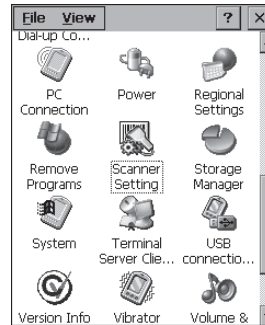 File View ? ×
Dial-up Co...
PC Power Regional
Connection Settings
Remove Scanner Storage
Programs Setting Manager
System Terminal USB
Server Clie... connectio...
Version Info Vibrator Volume &